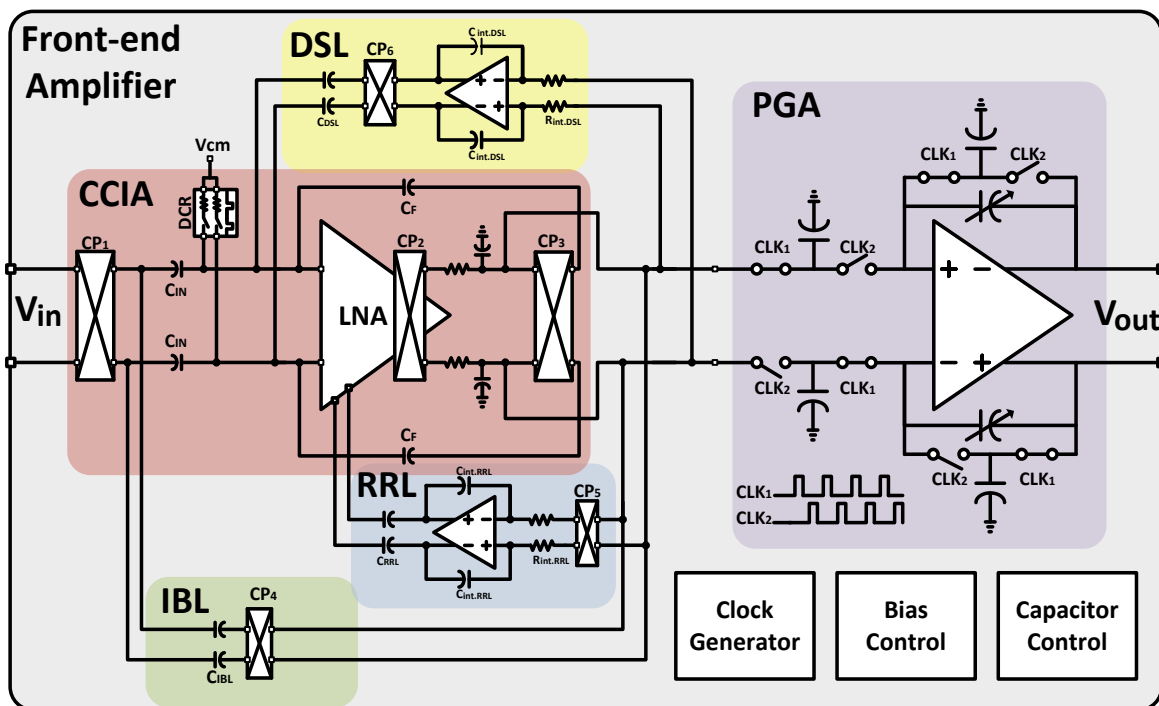 Front-end
Amplifier
DSL
CP6
Cint.DSL
CDSL
Rint.DSL
Cint.DSL
Vcm
DCR
CCIA
CF
CP1
CIN
CP2
CP3
LNA
Vin
CIN
CF
PGA
CLK1
CLK2
CLK1
CLK2
CLK2
CLK1
CLK2
CLK1
Vout
CLK1
CLK2
RRL
Cint.RRL
CP5
CRRL
Rint.RRL
Cint.RRL
IBL
CP4
CIBL
Clock
Generator
Bias
Control
Capacitor
Control